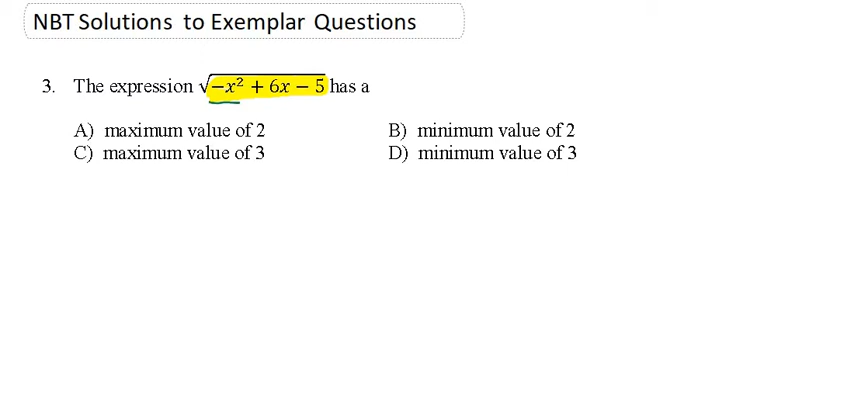 NBT Solutions to Exemplar Questions
3. The expression √−x² + 6x − 5 has a
A) maximum value of 2 B) minimum value of 2
C) maximum value of 3 D) minimum value of 3